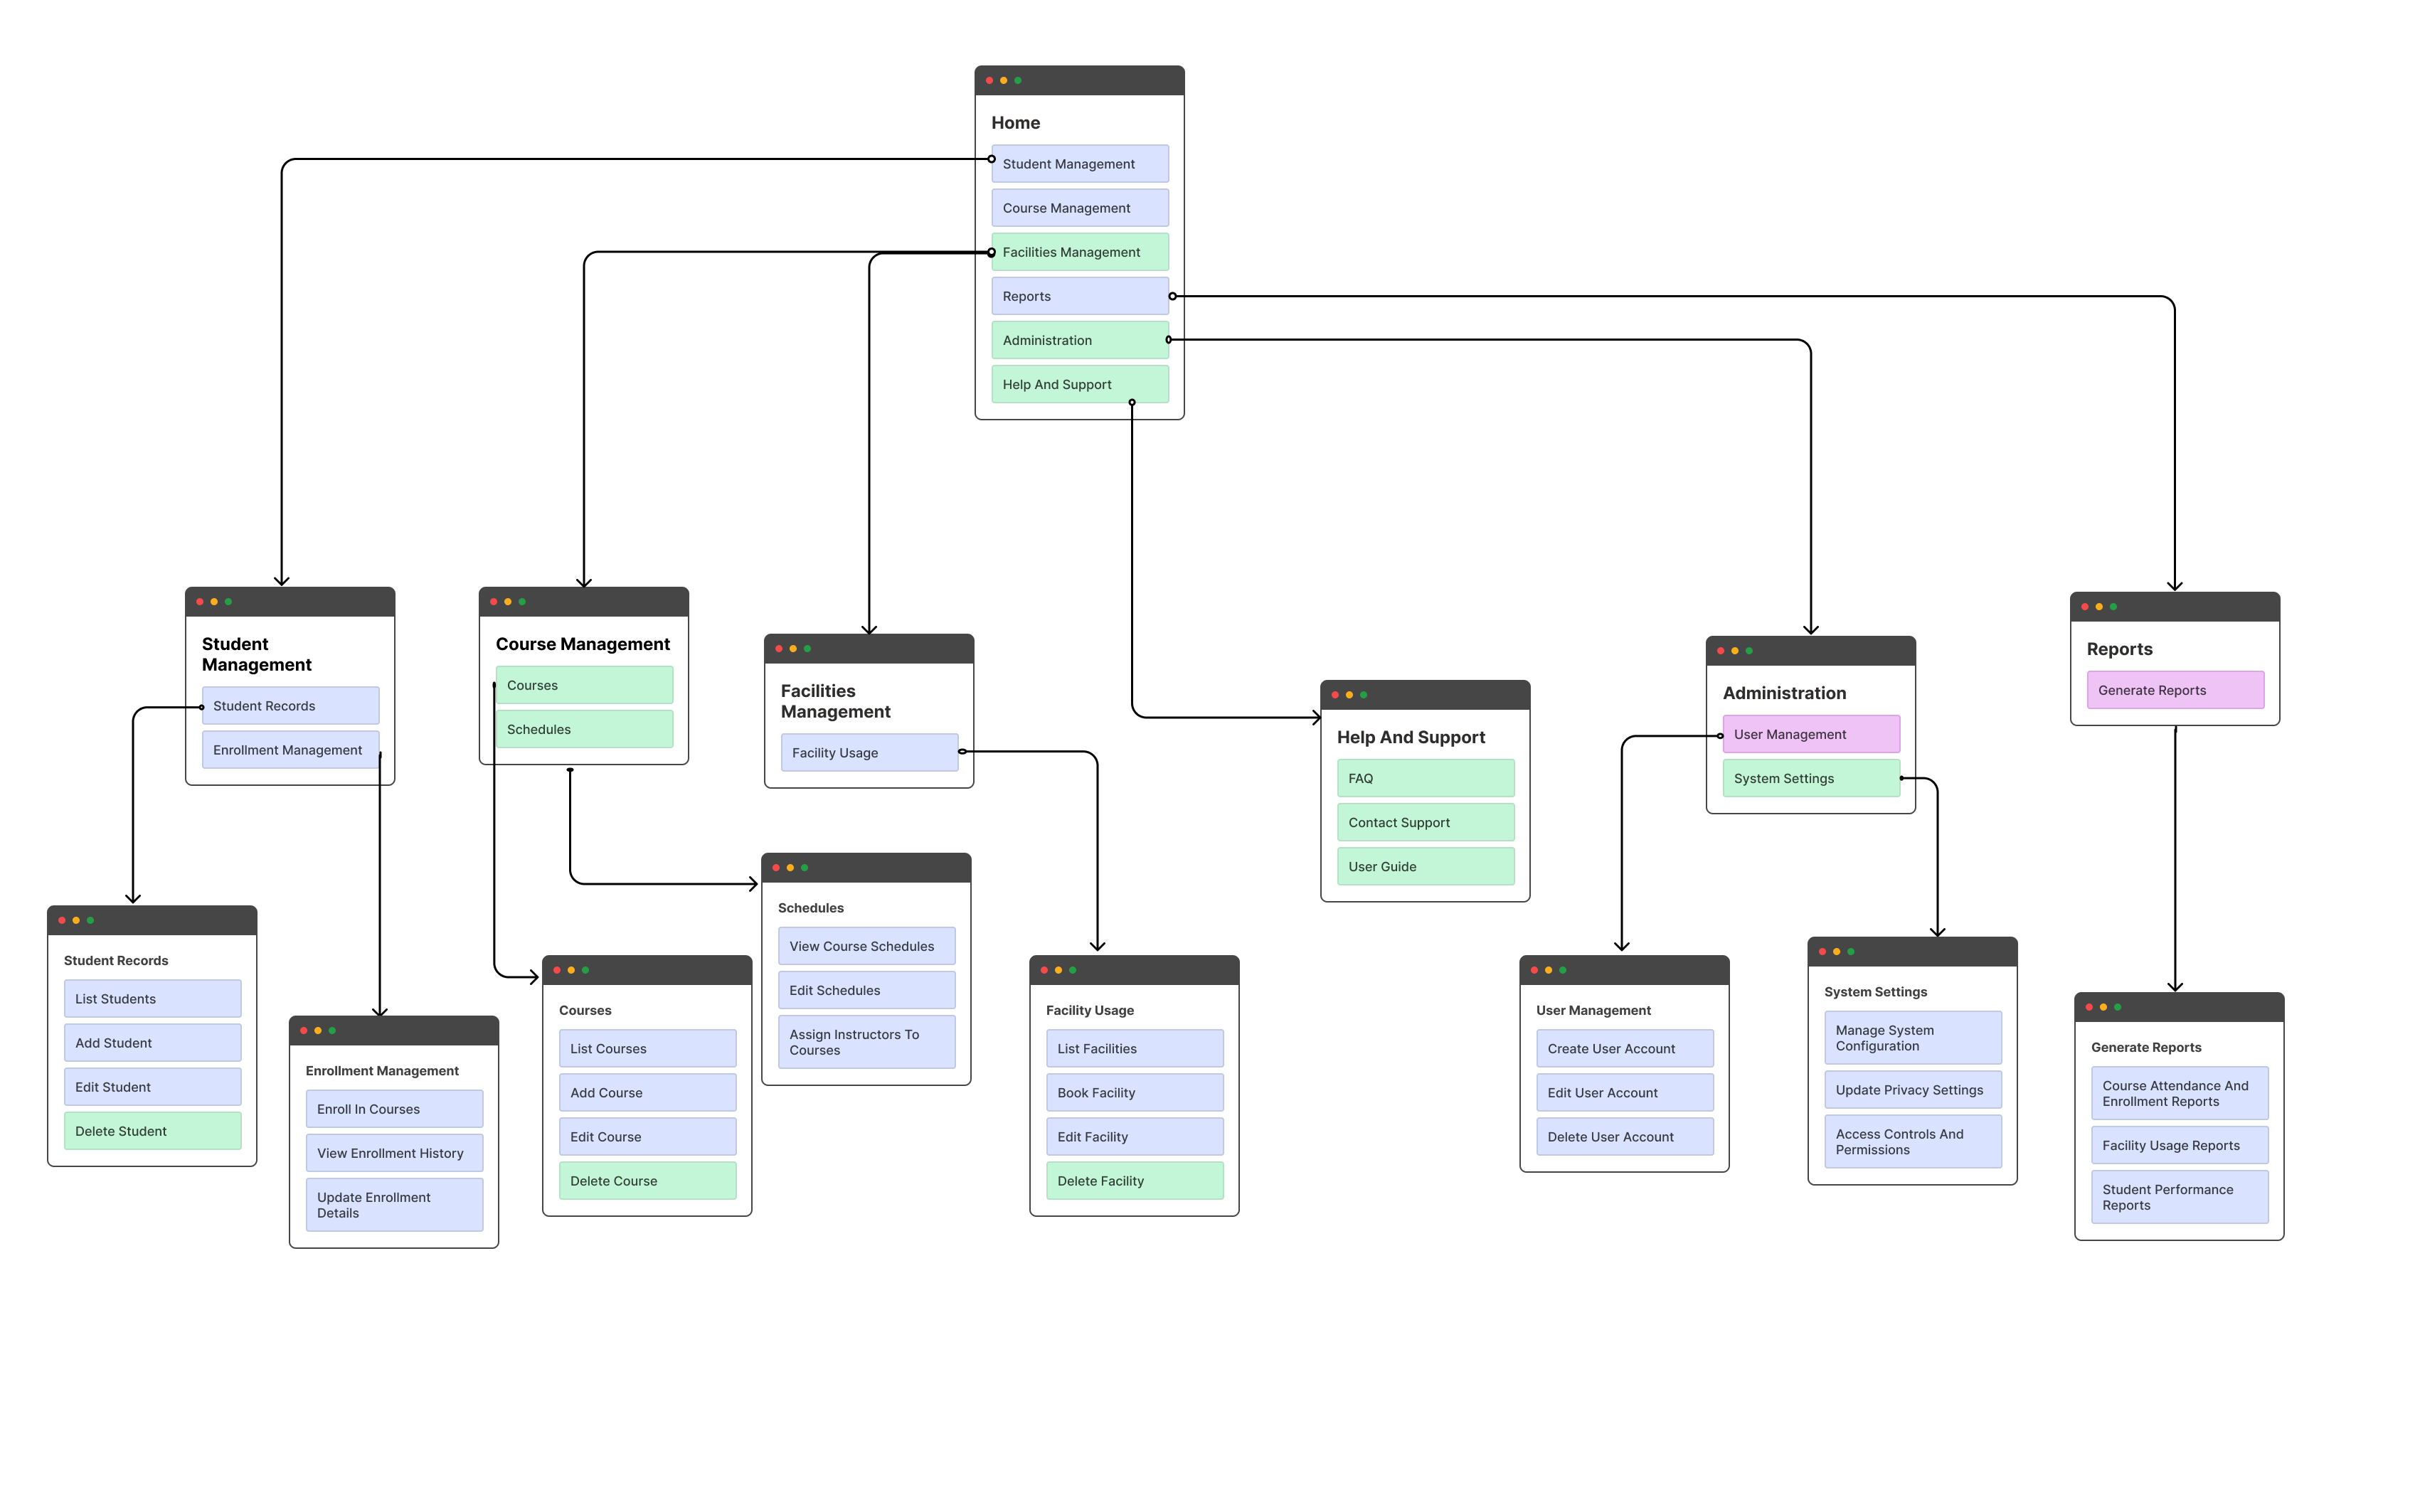 Home
Student Management
Course Management
Facilities Management
Reports
Administration
Help And Support
Student
Management
Student Records
Enrollment Management
Course Management
Courses
Schedules
Facilities
Management
Facility Usage
Help And Support
FAQ
Contact Support
User Guide
Administration
User Management
System Settings
Reports
Generate Reports
Student Records
List Students
Add Student
Edit Student
Delete Student
Enrollment Management
Enroll In Courses
View Enrollment History
Update Enrollment
Details
Courses
List Courses
Add Course
Edit Course
Delete Course
Schedules
View Course Schedules
Edit Schedules
Assign Instructors To
Courses
Facility Usage
List Facilities
Book Facility
Edit Facility
Delete Facility
User Management
Create User Account
Edit User Account
Delete User Account
System Settings
Manage System
Configuration
Update Privacy Settings
Access Controls And
Permissions
Generate Reports
Course Attendance And
Enrollment Reports
Facility Usage Reports
Student Performance
Reports